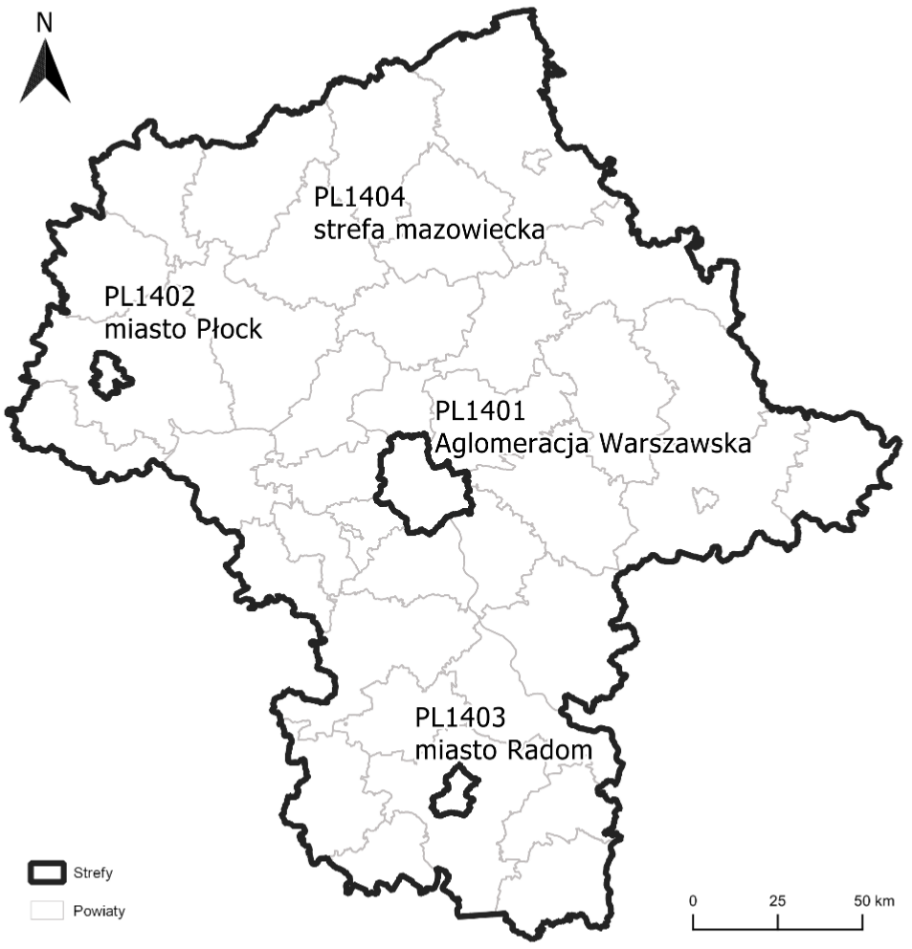 N
PL1404
strefa mazowiecka
PL1402
miasto Płock
PL1401
Aglomeracja Warszawska
PL1403
miasto Radom
Strefy
Powiaty
0 25 50 km